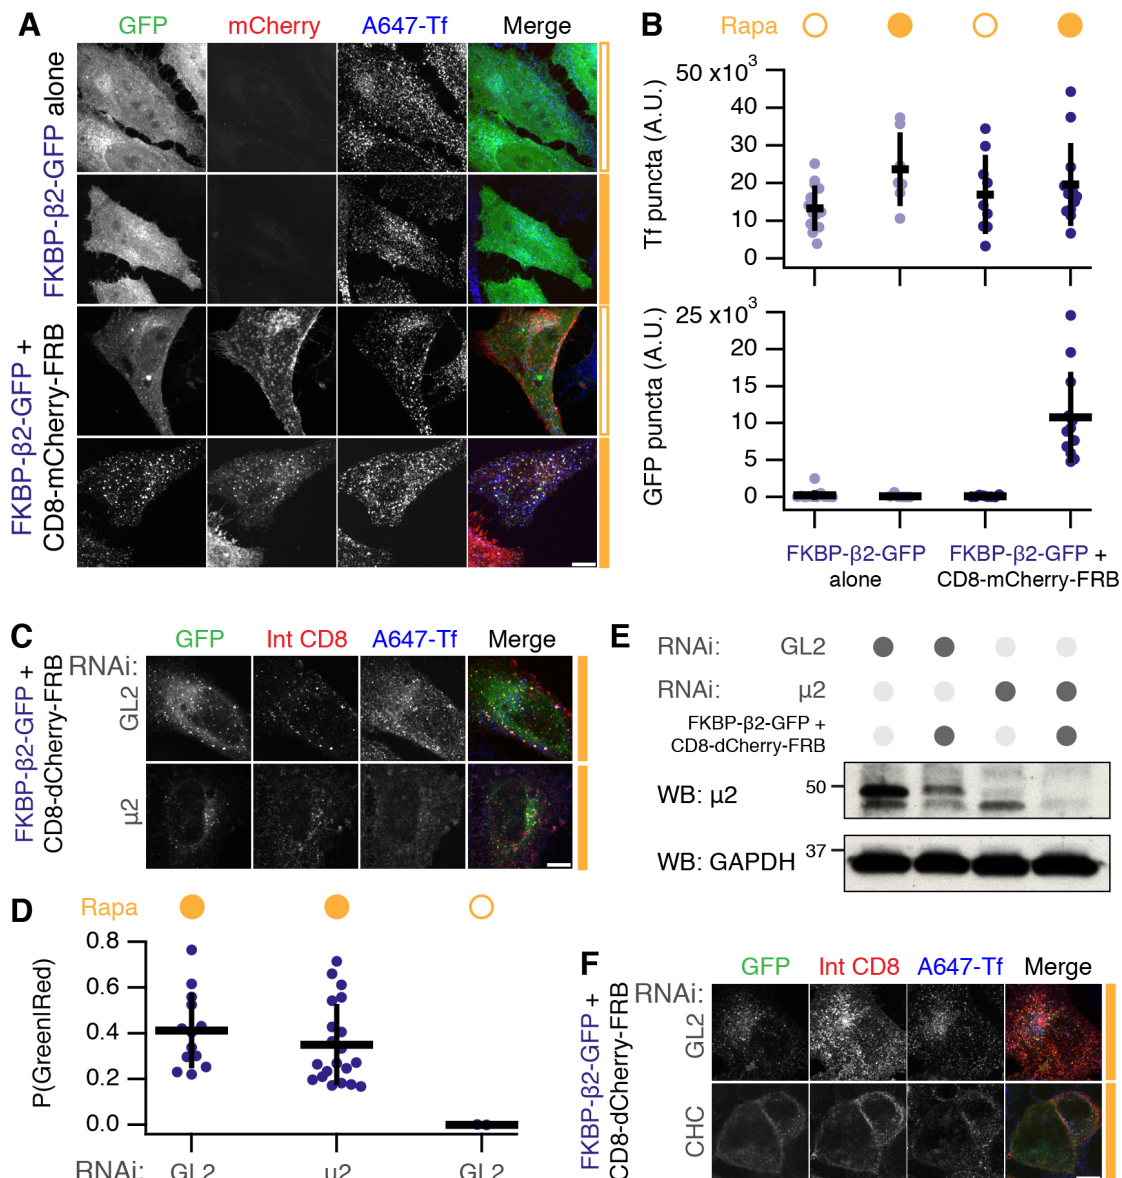 A
GFP
mCherry
A647-Tf
Merge
FKBP-β2-GFP alone
FKBP-β2-GFP +
CD8-mCherry-FRB
B
Rapa
50 x10³
40
30
20
10
0
Tf puncta (A.U.)
25 x10³
20
15
10
5
0
GFP puncta (A.U.)
FKBP-β2-GFP
alone
FKBP-β2-GFP +
CD8-mCherry-FRB
C
GFP
Int CD8
A647-Tf
Merge
FKBP-β2-GFP +
CD8-dCherry-FRB
RNAi:
GL2
μ2
D
Rapa
0.8
0.6
0.4
0.2
0.0
P(Green|Red)
RNAi:
GL2
μ2
GL2
E
RNAi: GL2
RNAi: μ2
FKBP-β2-GFP +
CD8-dCherry-FRB
WB: μ2
50
WB: GAPDH
37
F
GFP
Int CD8
A647-Tf
Merge
FKBP-β2-GFP +
CD8-dCherry-FRB
RNAi:
GL2
CHC